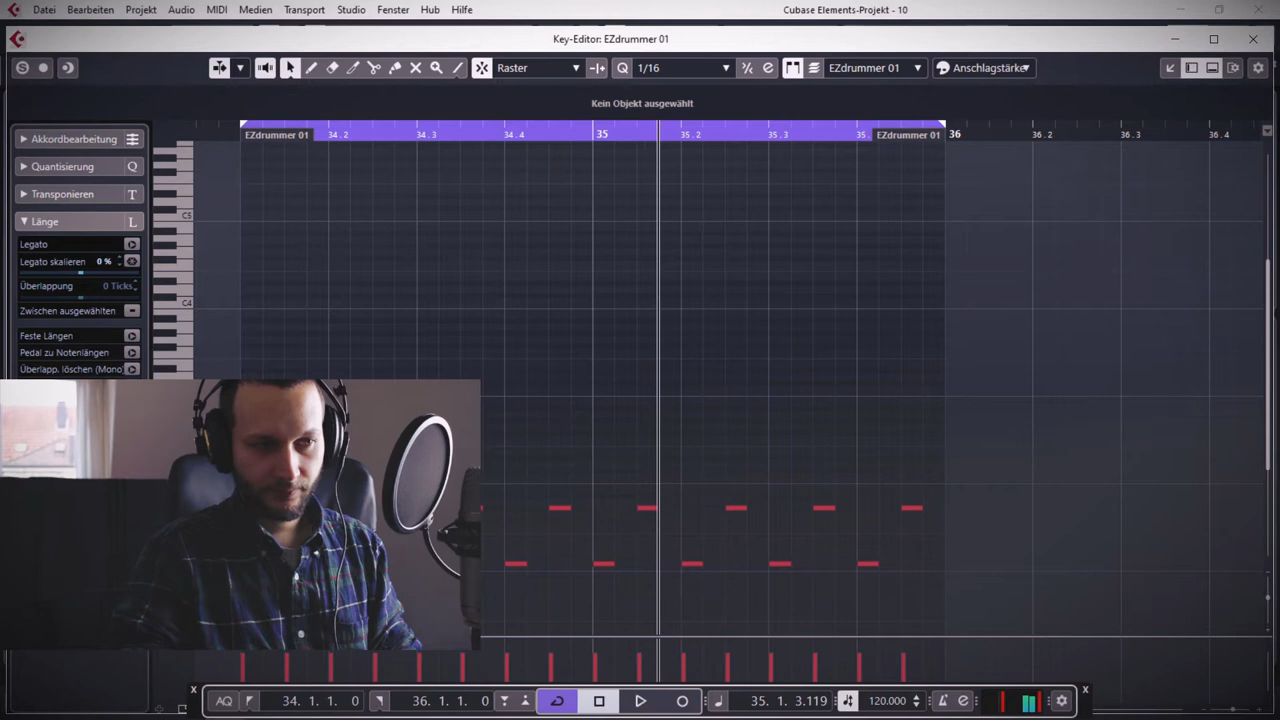 Datei Bearbeiten Projekt Audio MIDI Medien Transport Studio Fenster Hub Hilfe Cubase Elements-Projekt - 10
Key-Editor: EZdrummer 01
Raster Q 1/16 EZdrummer 01 Anschlagstärke
Kein Objekt ausgewählt
EZdrummer 01 34.2 34.3 34.4 35 35.2 35.3 35. EZdrummer 01 36 36.2 36.3 36.4
Akkordbearbeitung
Quantisierung Q
Transponieren T
Länge L
C5
Legato
Legato skalieren 0 %
Überlappung 0 Ticks
C4
Zwischen ausgewählten
Feste Längen
Pedal zu Notenlängen
Überlapp. löschen (Mono)
AQ 34. 1. 1. 0 36. 1. 1. 0 35. 1. 3.119 120.000